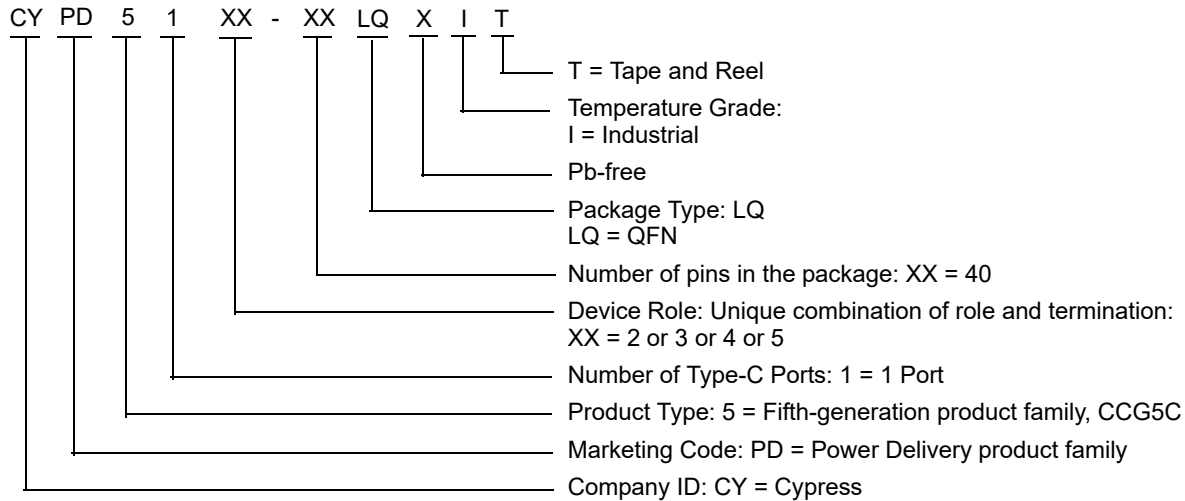 CY PD 5 1 XX - XX LQ X I T
T = Tape and Reel
Temperature Grade:
I = Industrial
Pb-free
Package Type: LQ
LQ = QFN
Number of pins in the package: XX = 40
Device Role: Unique combination of role and termination:
XX = 2 or 3 or 4 or 5
Number of Type-C Ports: 1 = 1 Port
Product Type: 5 = Fifth-generation product family, CCG5C
Marketing Code: PD = Power Delivery product family
Company ID: CY = Cypress